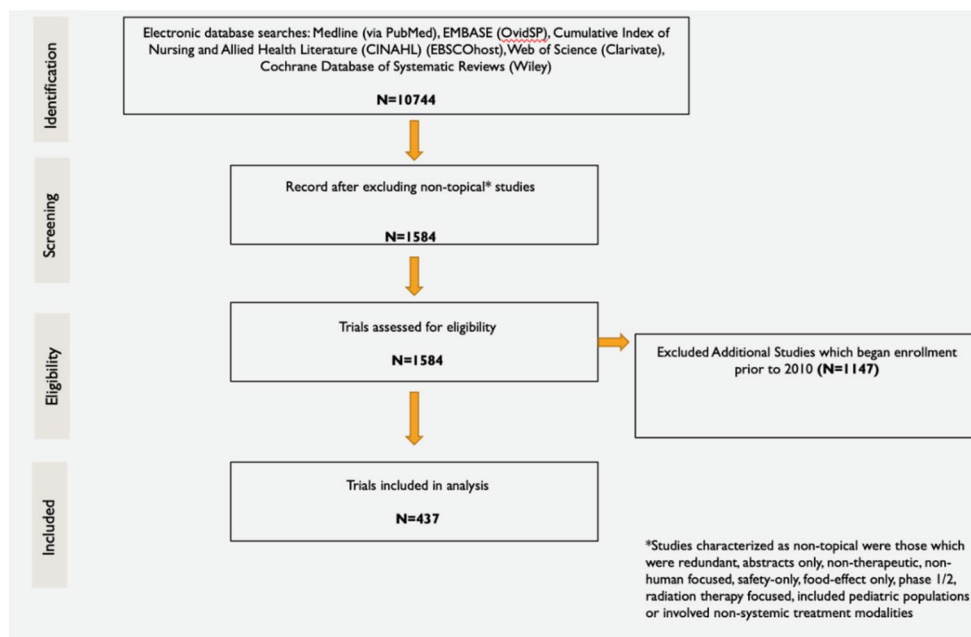 Identification
Electronic database searches: Medline (via PubMed), EMBASE (OvidSP), Cumulative Index of
Nursing and Allied Health Literature (CINAHL) (EBSCOhost), Web of Science (Clarivate),
Cochrane Database of Systematic Reviews (Wiley)
N=10744
Screening
Record after excluding non-topical* studies
N=1584
Eligibility
Trials assessed for eligibility
N=1584
Excluded Additional Studies which began enrollment
prior to 2010 (N=1147)
Included
Trials included in analysis
N=437
*Studies characterized as non-topical were those which
were redundant, abstracts only, non-therapeutic, non-
human focused, safety-only, food-effect only, phase 1/2,
radiation therapy focused, included pediatric populations
or involved non-systemic treatment modalities